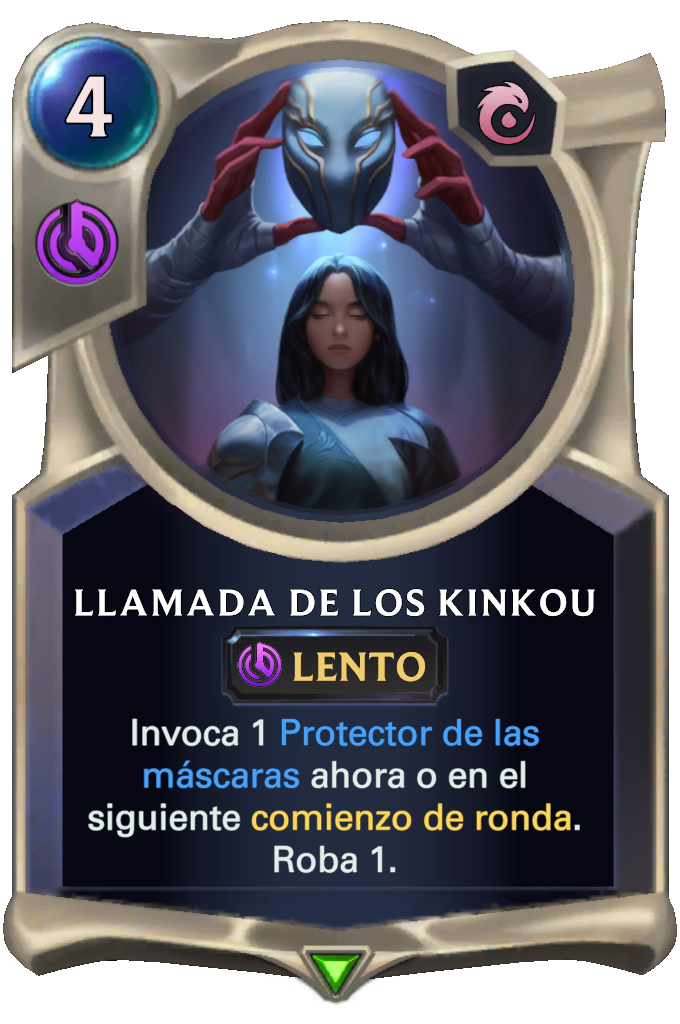 4
LLAMADA DE LOS KINKOU
LENTO
Invoca 1 Protector de las
máscaras ahora o en el
siguiente comienzo de ronda.
Roba 1.